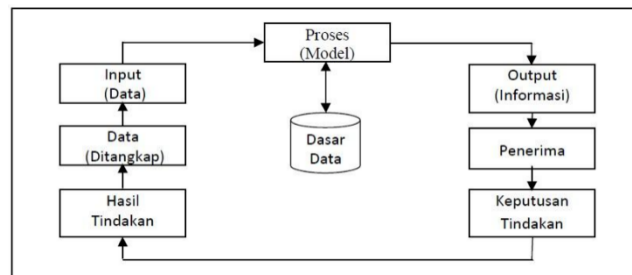 Proses
(Model)
Input
(Data)
Output
(Informasi)
Dasar
Data
Data
(Ditangkap)
Penerima
Hasil
Tindakan
Keputusan
Tindakan